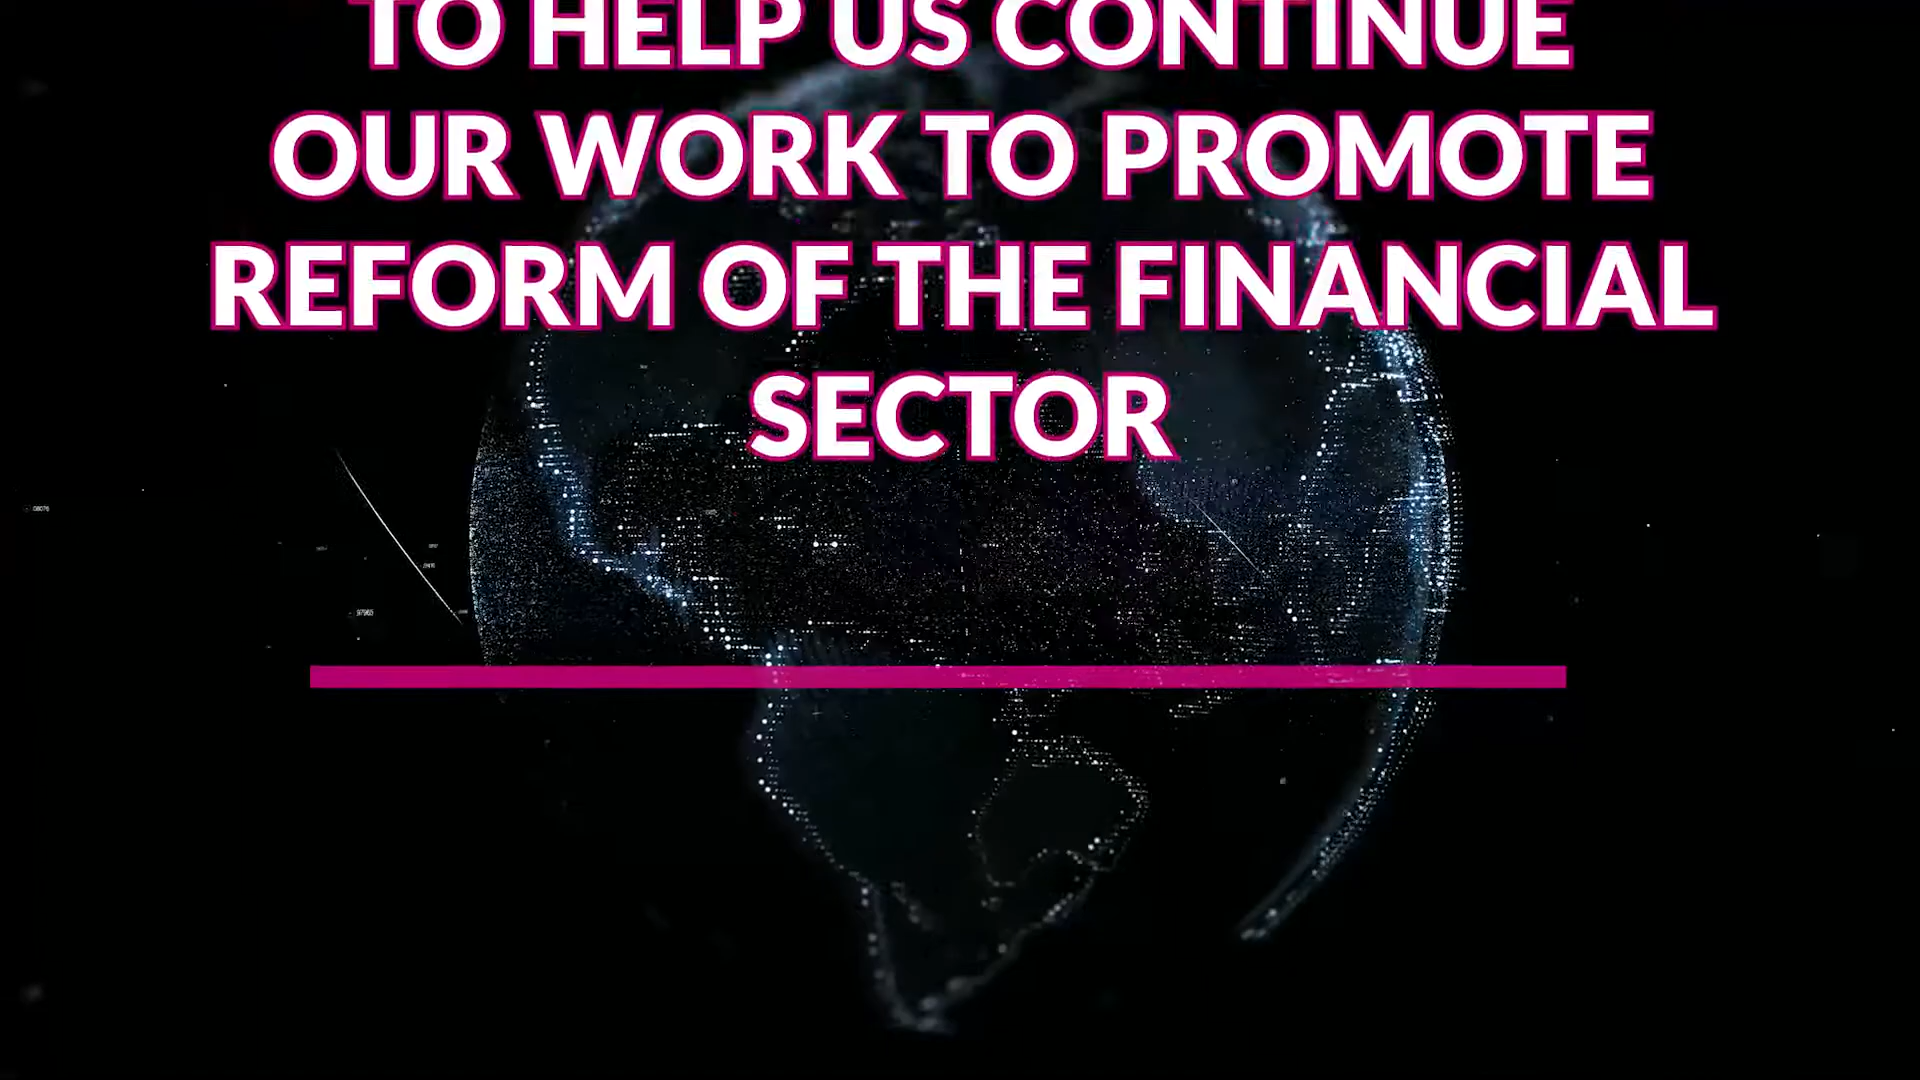 TO HELP US CONTINUE
OUR WORK TO PROMOTE
REFORM OF THE FINANCIAL
SECTOR